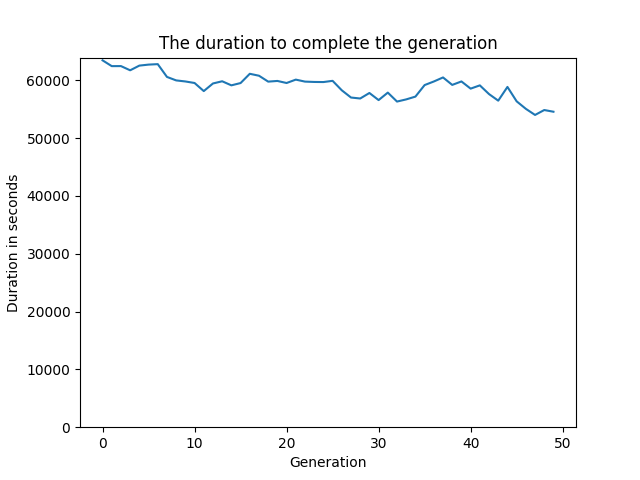 The duration to complete the generation
60000
50000
40000
30000
20000
10000
0
Duration in seconds
0 10 20 30 40 50
Generation